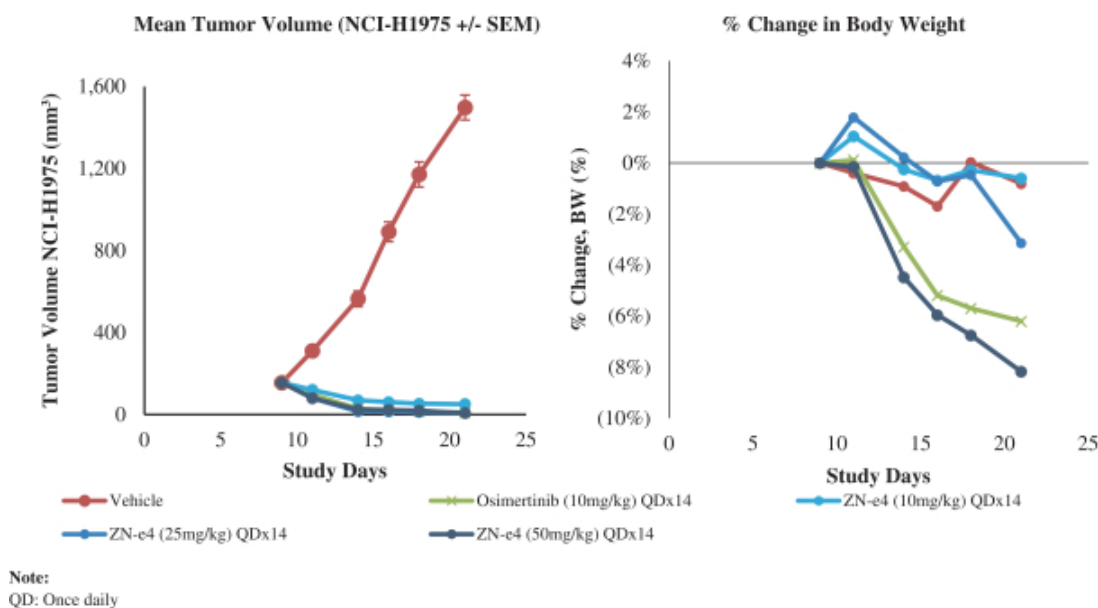 Mean Tumor Volume (NCI-H1975 +/- SEM)
Tumor Volume NCI-H1975 (mm³)
1,600
1,200
800
400
0
0
5
10
15
20
25
Study Days
% Change in Body Weight
% Change, BW (%)
4%
2%
0%
(2%)
(4%)
(6%)
(8%)
(10%)
0
5
10
15
20
25
Study Days
Vehicle
Osimertinib (10mg/kg) QDx14
ZN-e4 (10mg/kg) QDx14
ZN-e4 (25mg/kg) QDx14
ZN-e4 (50mg/kg) QDx14
Note:
QD: Once daily